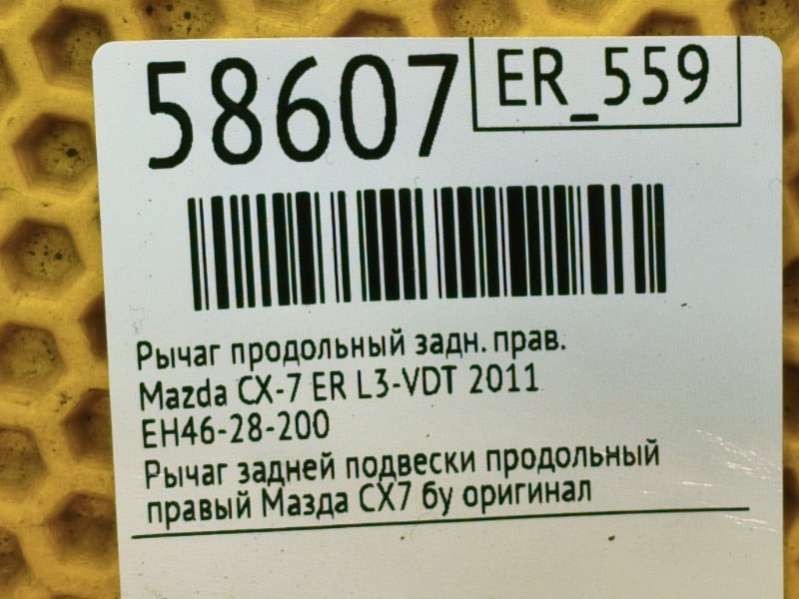 58607
ER_559
Рычаг продольный задн. прав.
Mazda CX-7 ER L3-VDT 2011
EH46-28-200
Рычаг задней подвески продольный
правый Мазда CX7 бу оригинал